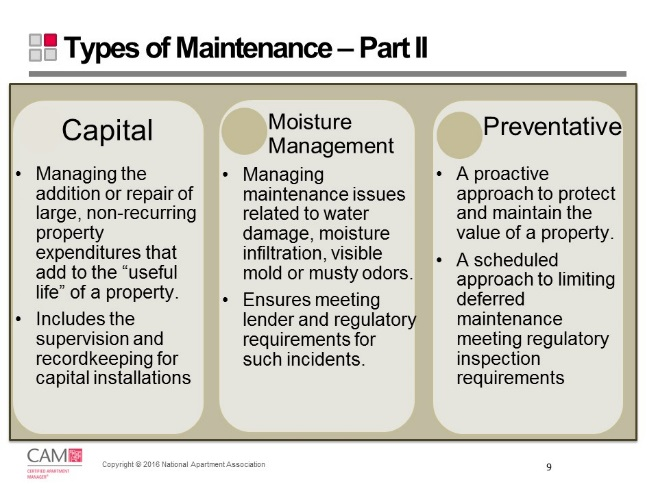 Types of Maintenance – Part II
Capital
• Managing the
addition or repair of
large, non-recurring
property
expenditures that
add to the “useful
life” of a property.
• Includes the
supervision and
recordkeeping for
capital installations
Moisture
Management
• Managing
maintenance issues
related to water
damage, moisture
infiltration, visible
mold or musty odors.
• Ensures meeting
lender and regulatory
requirements for
such incidents.
Preventative
• A proactive
approach to protect
and maintain the
value of a property.
• A scheduled
approach to limiting
deferred
maintenance
meeting regulatory
inspection
requirements
CAM
CERTIFIED APARTMENT
MANAGER®
Copyright © 2016 National Apartment Association
9